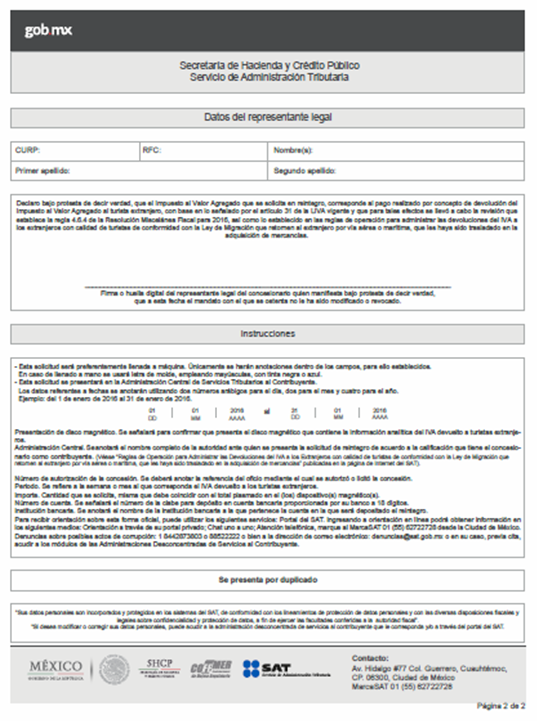 gob.mx
Secretaría de Hacienda y Crédito Público
Servicio de Administración Tributaria
Datos del representante legal
CURP: RFC: Nombre(s):
Primer apellido: Segundo apellido:
Declaro bajo protesta de decir verdad, que el Impuesto al Valor Agregado que se solicita en reintegro, corresponde al pago realizado por concepto de devolución del
Impuesto al Valor Agregado al turista extranjero, con base en lo señalado por el artículo 31 de la LIVA vigente y que para tales efectos se llevó a cabo la revisión que
establece la regla 4.6.4 de la Resolución Miscelánea Fiscal para 2016, así como lo establecido en las reglas de operación para administrar las devoluciones del IVA a
los extranjeros con calidad de turistas de conformidad con la Ley de Migración que retornen al extranjero por vía aérea o marítima, que les haya sido trasladado en la
adquisición de mercancías.
Firma o huella digital del representante legal del concesionario quien manifiesta bajo protesta de decir verdad,
que a esta fecha el mandato con el que se ostenta no le ha sido modificado o revocado.
Instrucciones
- Esta solicitud será preferentemente llenada a máquina. Únicamente se harán anotaciones dentro de los campos, para ello establecidos.
En caso de llenado a mano se usará letra de molde, empleando mayúsculas, con tinta negra o azul.
- Esta solicitud se presentará en la Administración Central de Servicios Tributarios al Contribuyente.
Los datos referentes a fechas se anotarán utilizando dos números arábigos para el día, dos para el mes y cuatro para el año.
Ejemplo: del 1 de enero de 2016 al 31 de enero de 2016.
01 | 01 | 2016 al 31 | 01 | 2016
DD MM AAAA DD MM AAAA
Presentación de disco magnético. Se señalará para confirmar que presenta el disco magnético que contiene la información analítica del IVA devuelto a turistas extranje-
ros.
Administración Central. Se anotará el nombre completo de la autoridad ante quien se presenta la solicitud de reintegro de acuerdo a la calificación que tiene el concesio-
nario como contribuyente. (Véase "Reglas de Operación para Administrar las Devoluciones del IVA a los Extranjeros con calidad de turistas de conformidad con la Ley de Migración que
retornen al extranjero por vía aérea o marítima, que les haya sido trasladado en la adquisición de mercancías" publicadas en la página de Internet del SAT).
Número de autorización de la concesión. Se deberá anotar la referencia del oficio mediante el cual se autorizó o licitó la concesión.
Período. Se refiere a la semana o mes al que corresponda el IVA devuelto a los turistas extranjeros.
Importe. Cantidad que se solicita, misma que debe coincidir con el total plasmado en el (los) dispositivo(s) magnético(s).
Número de cuenta. Se señalará el número de la clabe para depósito en cuenta bancaria proporcionada por su banco a 18 dígitos.
Institución bancaria. Se anotará el nombre de la institución bancaria a la que pertenece la cuenta en la que será depositado el reintegro.
Para recibir orientación sobre esta forma oficial, puede utilizar los siguientes servicios: Portal del SAT. Ingresando a orientación en línea podrá obtener información en
los siguientes medios: Orientación a través de su portal privado; Chat uno a uno; Atención telefónica, marque al MarcaSAT 01 (55) 62722728 desde la Ciudad de México.
Denuncias sobre posibles actos de corrupción: 1 8442873803 o 88522222 o bien a la dirección de correo electrónico: denuncias@sat.gob.mx o en su caso, previa cita,
acudir a los módulos de las Administraciones Desconcentradas de Servicios al Contribuyente.
Se presenta por duplicado
"Sus datos personales son incorporados y protegidos en los sistemas del SAT, de conformidad con los lineamientos de protección de datos personales y con las diversas disposiciones fiscales y
legales sobre confidencialidad y protección de datos, a fin de ejercer las facultades conferidas a la autoridad fiscal"
"Si desea modificar o corregir sus datos personales, puede acudir a la administración desconcentrada de servicios al contribuyente que le corresponda y/o a través del portal del SAT.
MÉXICO SHCP COFEMER SAT
GOBIERNO DE LA REPÚBLICA Servicio de Administración Tributaria
Contacto:
Av. Hidalgo #77 Col. Guerrero, Cuauhtémoc,
CP. 06300, Ciudad de México
MarcaSAT 01 (55) 62722728
Página 2 de 2